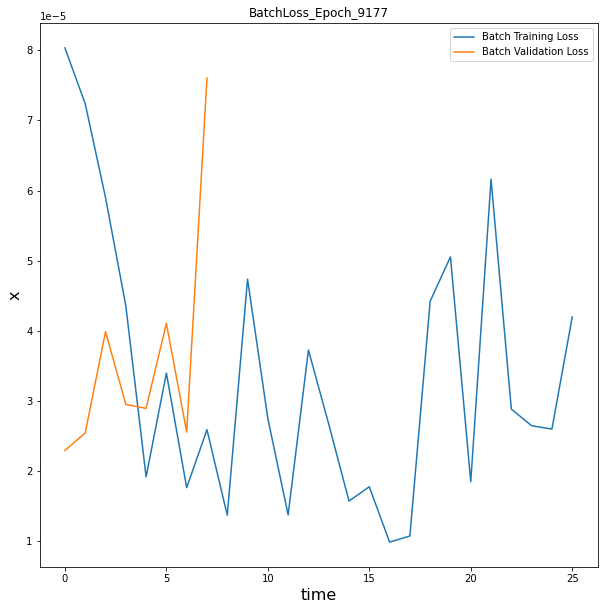 BatchLoss_Epoch_9177
1e−5
Batch Training Loss
Batch Validation Loss
8
7
6
5
4
3
2
1
x
0 5 10 15 20 25
time